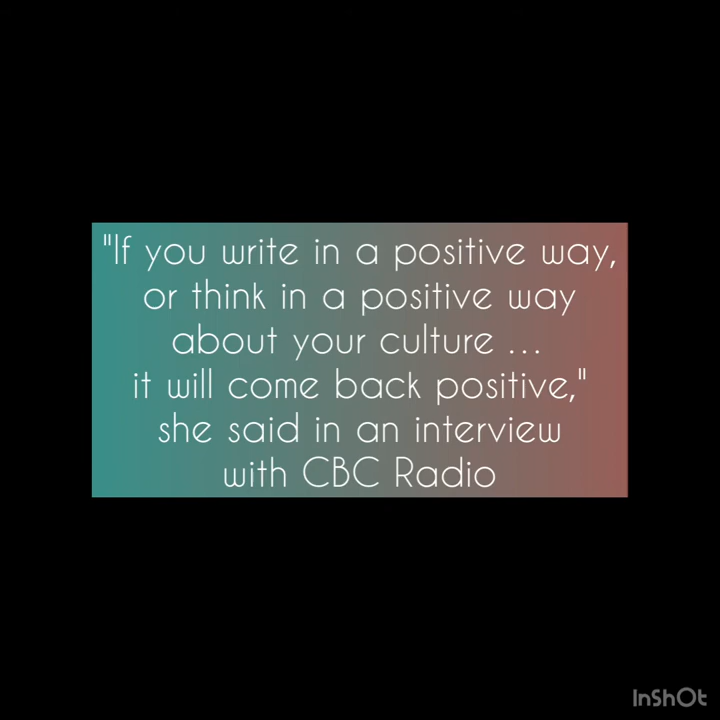 "If you write in a positive way,
or think in a positive way
about your culture ...
it will come back positive,"
she said in an interview
with CBC Radio
InShOt